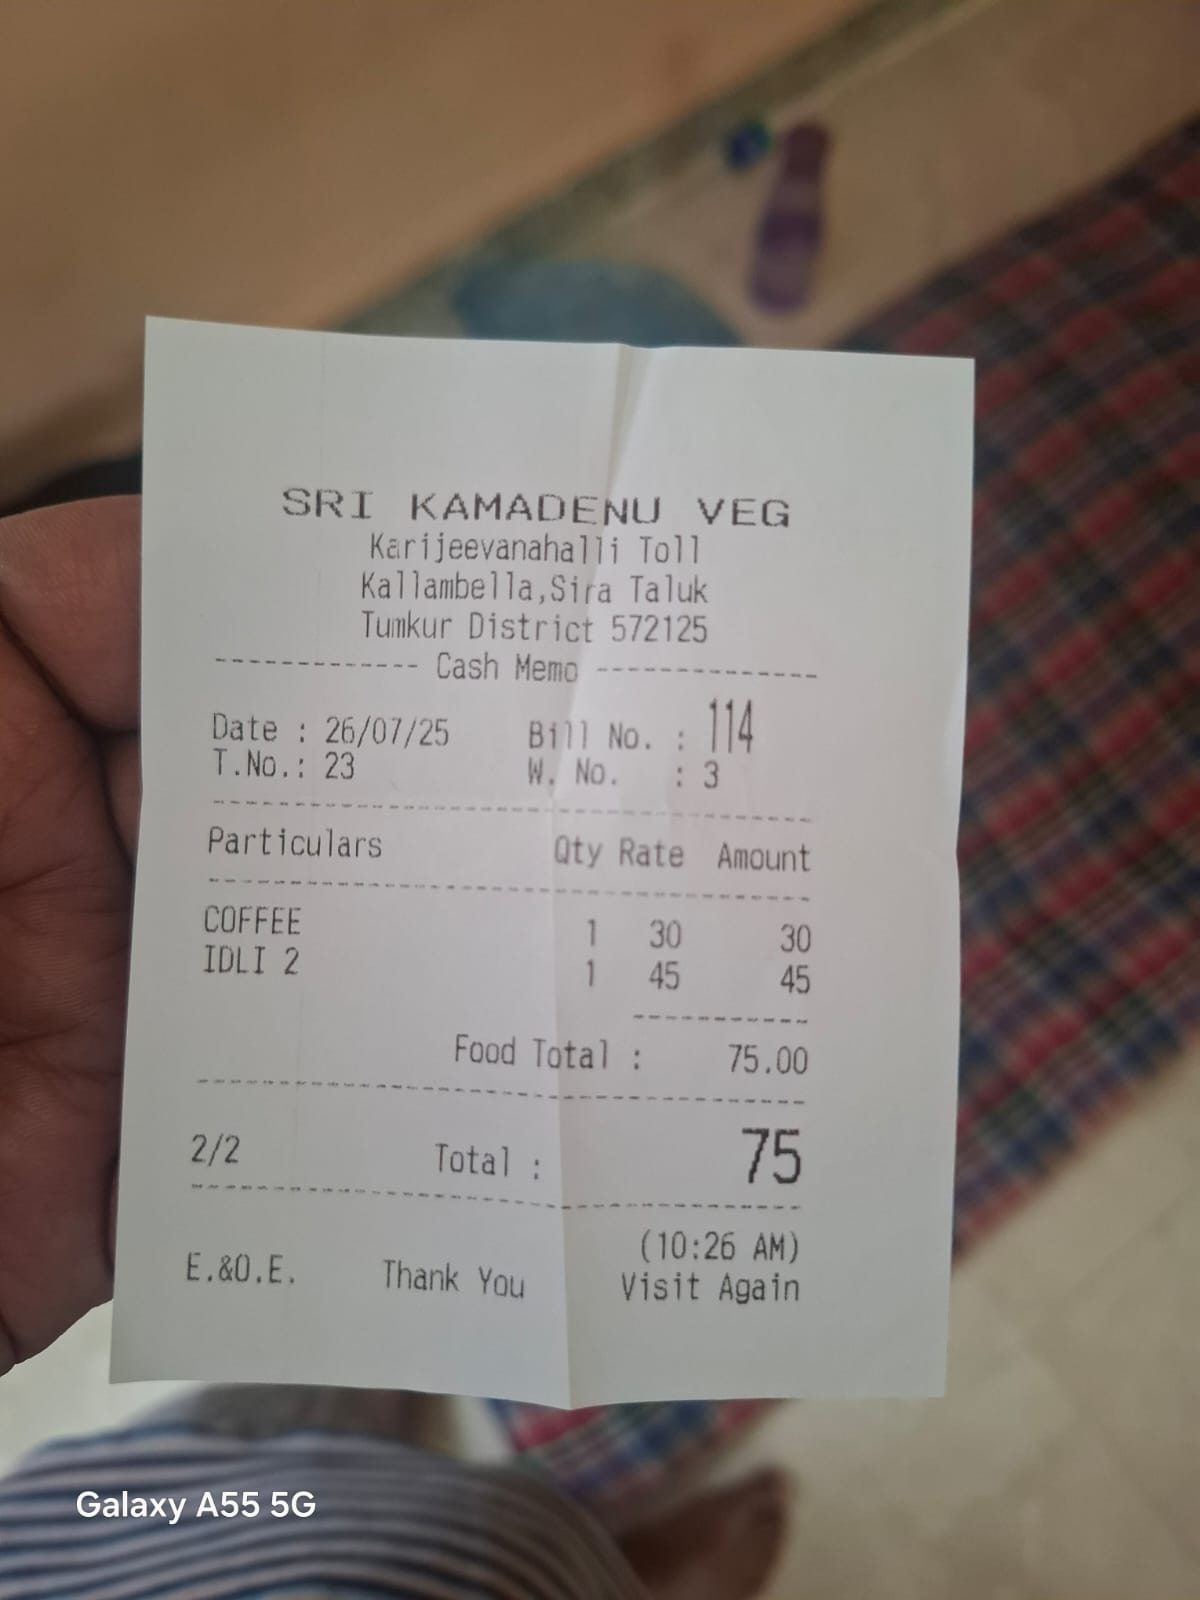 SRI KAMADENU VEG
Karijeevanahalli Toll
Kallambella,Sira Taluk
Tumkur District 572125
------------- Cash Memo --------------
Date : 26/07/25 Bill No. : 114
T.No.: 23 W. No. : 3
Particulars Qty Rate Amount
COFFEE 1 30 30
IDLI 2 1 45 45
Food Total : 75.00
2/2 Total : 75
(10:26 AM)
E.&O.E. Thank You Visit Again
Galaxy A55 5G